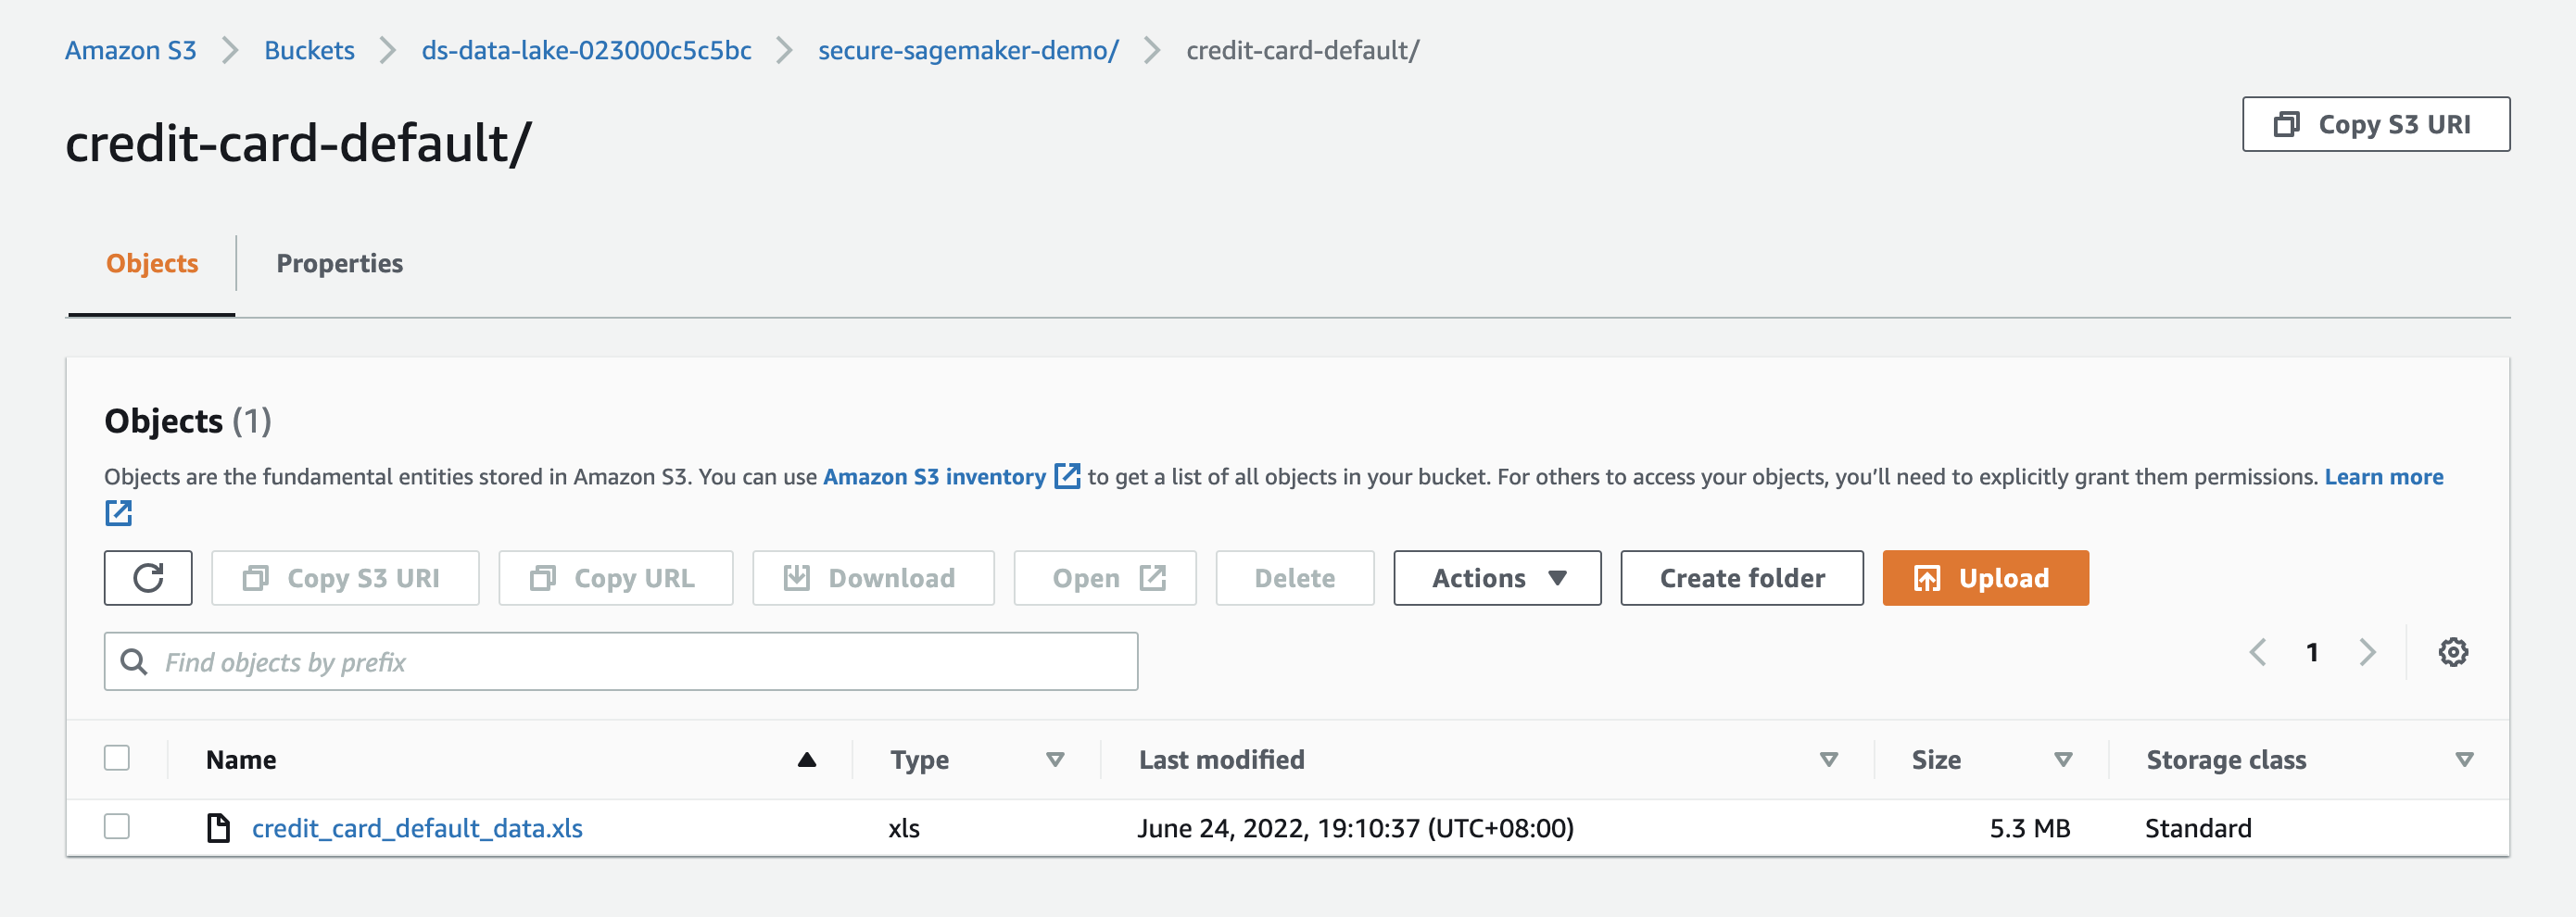 Amazon S3 Buckets ds-data-lake-023000c5c5bc secure-sagemaker-demo/ credit-card-default/
credit-card-default/
Copy S3 URI
Objects Properties
Objects (1)
Objects are the fundamental entities stored in Amazon S3. You can use Amazon S3 inventory to get a list of all objects in your bucket. For others to access your objects, you’ll need to explicitly grant them permissions. Learn more
Copy S3 URI Copy URL Download Open Delete Actions Create folder Upload
Find objects by prefix
1
Name Type Last modified Size Storage class
credit_card_default_data.xls xls June 24, 2022, 19:10:37 (UTC+08:00) 5.3 MB Standard